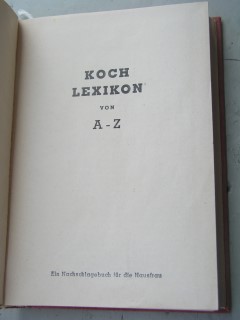 KOCH
LEXIKON
VON
A-Z
Ein Nachschlagebuch für die Hausfrau